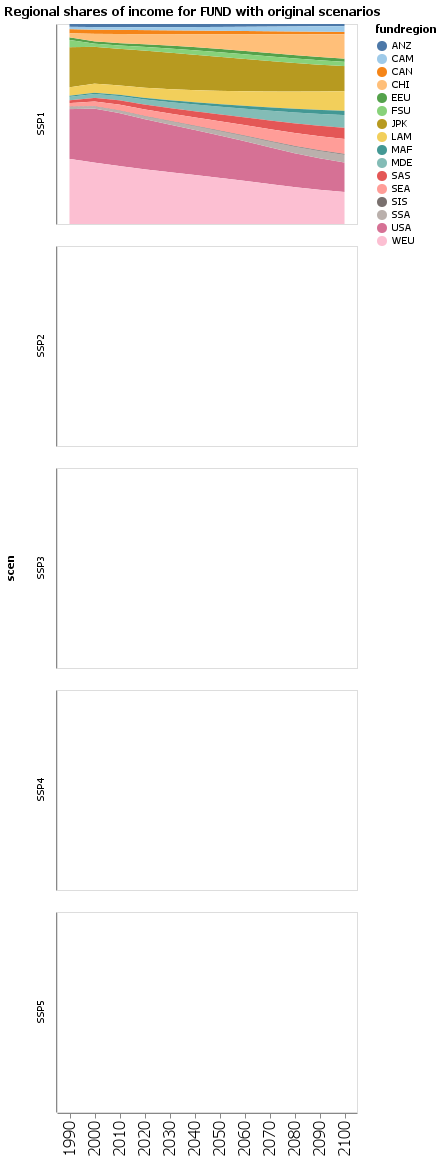 Regional shares of income for FUND with original scenarios
fundregion
ANZ
CAM
CAN
CHI
EEU
FSU
JPK
LAM
MAF
MDE
SAS
SEA
SIS
SSA
USA
WEU
scen
SSP1
SSP2
SSP3
SSP4
SSP5
1990
2000
2010
2020
2030
2040
2050
2060
2070
2080
2090
2100